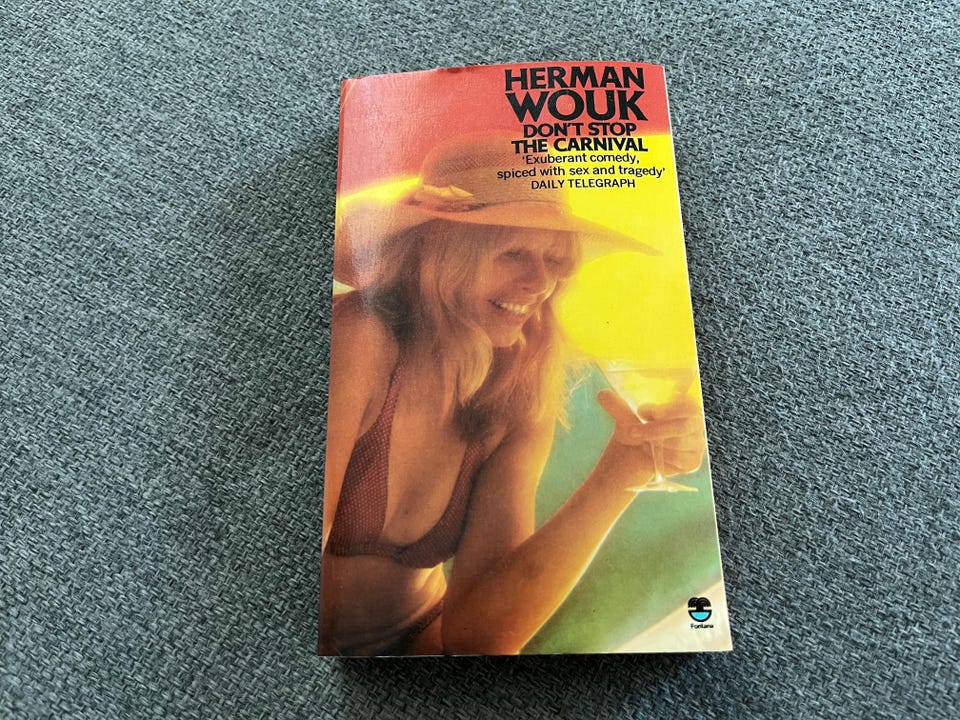 HERMAN
WOUK
DON'T STOP
THE CARNIVAL
'Exuberant comedy,
spiced with sex and tragedy'
DAILY TELEGRAPH
Fontana